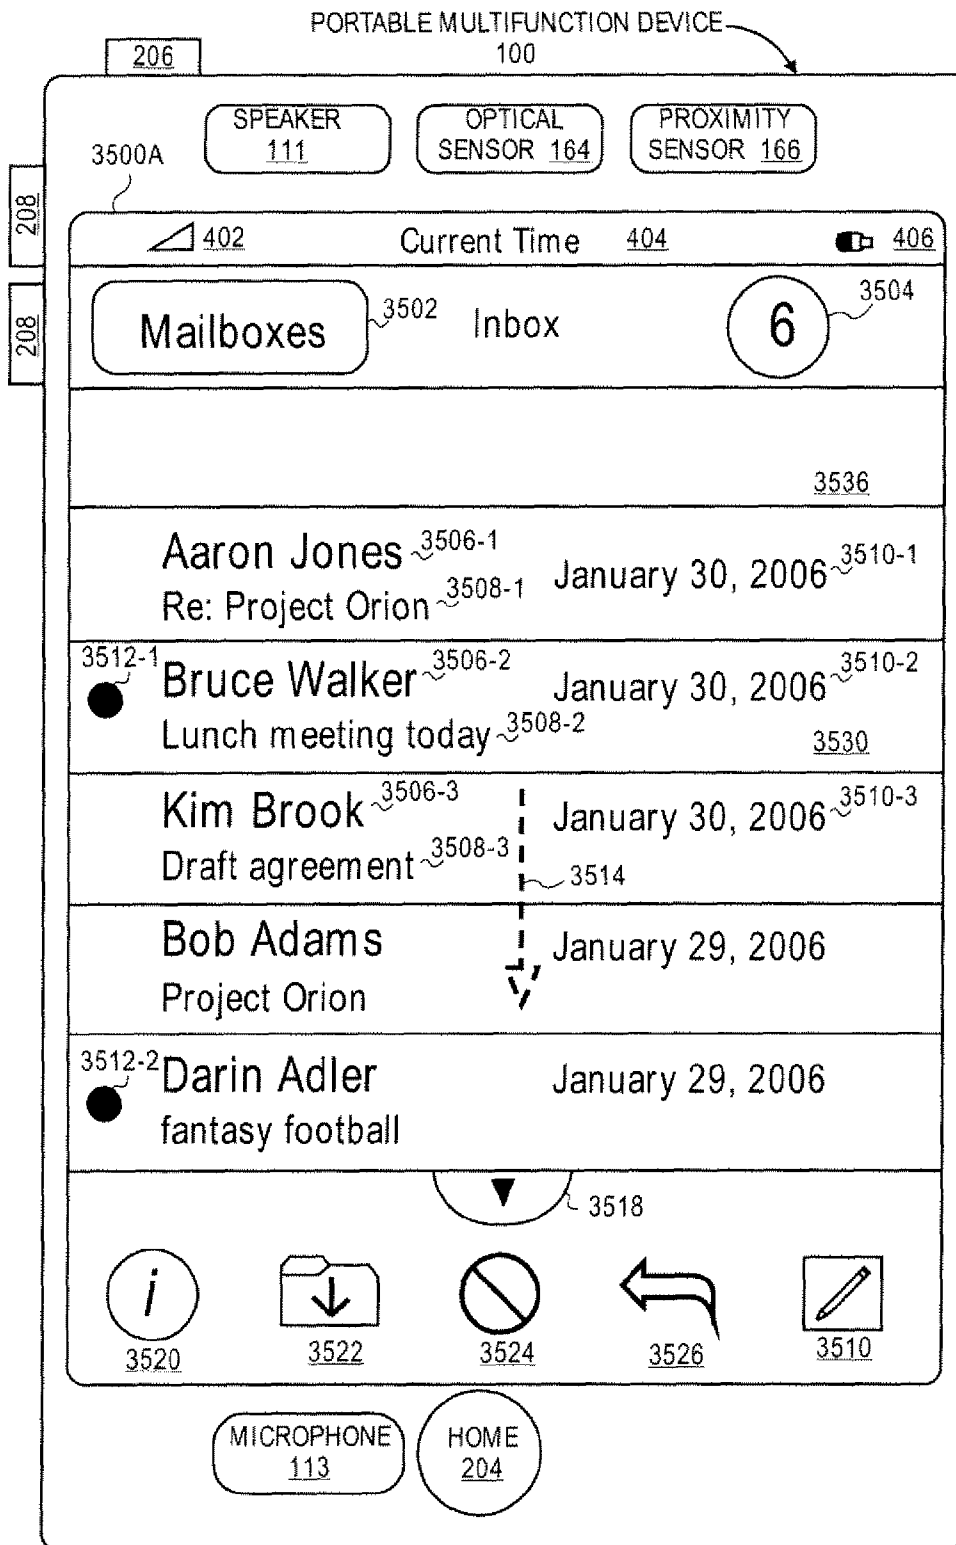 PORTABLE MULTIFUNCTION DEVICE
100
206
SPEAKER
111
OPTICAL
SENSOR 164
PROXIMITY
SENSOR 166
3500A
208
208
402 Current Time 404 406
Mailboxes 3502 Inbox 6 3504
3536
Aaron Jones 3506-1
January 30, 2006 3510-1
Re: Project Orion 3508-1
3512-1
Bruce Walker 3506-2
January 30, 2006 3510-2
Lunch meeting today 3508-2
3530
Kim Brook 3506-3
January 30, 2006 3510-3
Draft agreement 3508-3
3514
Bob Adams
January 29, 2006
Project Orion
3512-2
Darin Adler
January 29, 2006
fantasy football
3518
i
3520 3522 3524 3526 3510
MICROPHONE
113
HOME
204